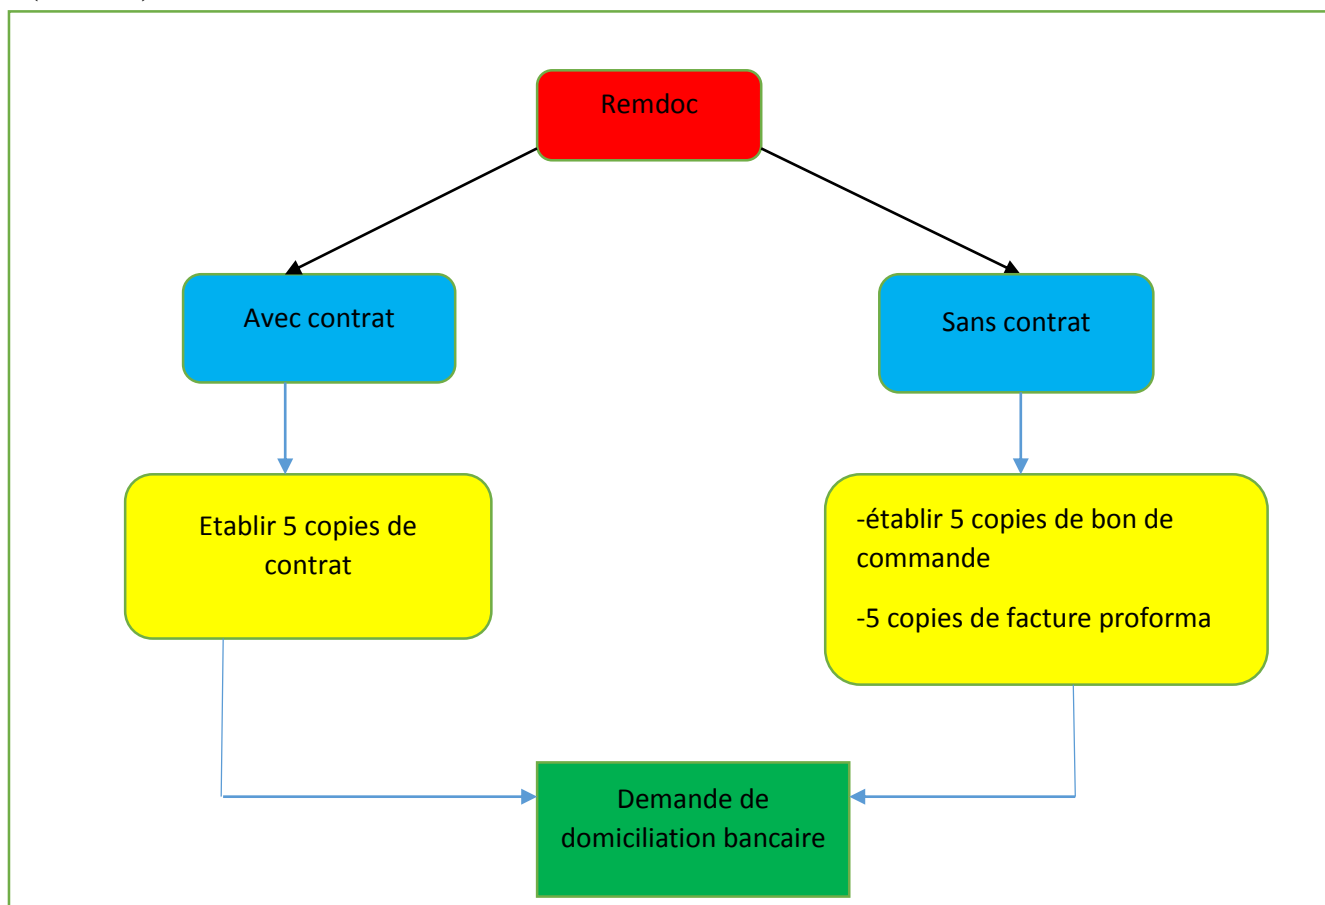 Remdoc
Avec contrat
Sans contrat
Etablir 5 copies de
contrat
-établir 5 copies de bon de
commande
-5 copies de facture proforma
Demande de
domiciliation bancaire